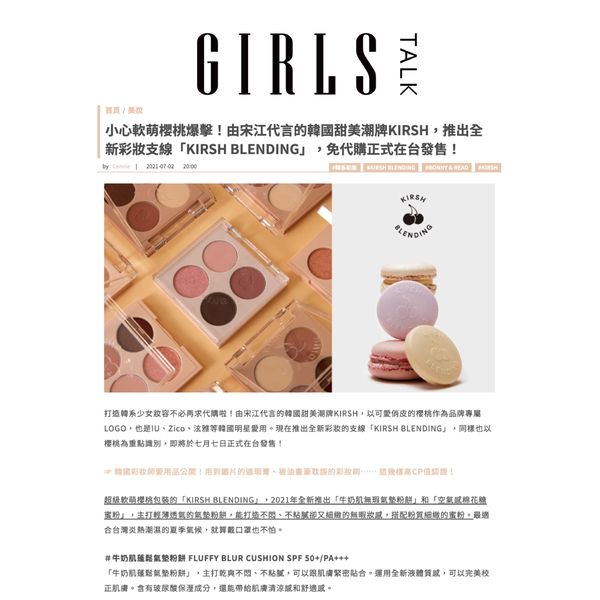 GIRLS TALK
首頁 / 美妝
小心軟萌櫻桃爆擊！由宋江代言的韓國甜美潮牌KIRSH，推出全
新彩妝支線「KIRSH BLENDING」，免代購正式在台發售！
by Connie | 2021-07-02 20:00
#韓系彩妝 #KIRSH BLENDING #BONNY & READ #KIRSH
KIRSH
BLENDING
打造韓系少女妝容不必再求代購啦！由宋江代言的韓國甜美潮牌KIRSH，以可愛俏皮的櫻桃作為品牌專屬
LOGO，也是IU、Zico、泫雅等韓國明星愛用。現在推出全新彩妝的支線「KIRSH BLENDING」，同樣也以
櫻桃為重點識別，即將於七月七日正式在台發售！
☞ 韓國彩妝師愛用品公開！用到鐵片的遮瑕膏、被油畫筆耽誤的彩妝刷⋯⋯ 這幾樣高CP值認證！
超級軟萌櫻桃包裝的「KIRSH BLENDING」，2021年全新推出「牛奶肌無瑕氣墊粉餅」和「空氣感棉花糖
蜜粉」，主打輕薄透氣的氣墊粉餅，能打造不悶、不粘膩卻又細緻的無瑕妝感，搭配粉質細緻的蜜粉。最適
合台灣炎熱潮濕的夏季氣候，就算戴口罩也不怕。
#牛奶肌蓬鬆氣墊粉餅 FLUFFY BLUR CUSHION SPF 50+/PA+++
「牛奶肌蓬鬆氣墊粉餅」，主打乾爽不悶、不粘膩，可以跟肌膚緊密貼合。運用全新液體質感，可以完美校
正肌膚。含有玻尿酸保溼成分，還能帶給肌膚清涼感和舒適感。